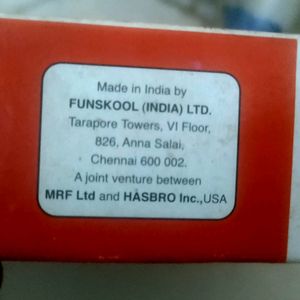 Made in India by
FUNSKOOL (INDIA) LTD.
Tarapore Towers, VI Floor,
826, Anna Salai,
Chennai 600 002.
A joint venture between
MRF Ltd and HASBRO Inc.,USA